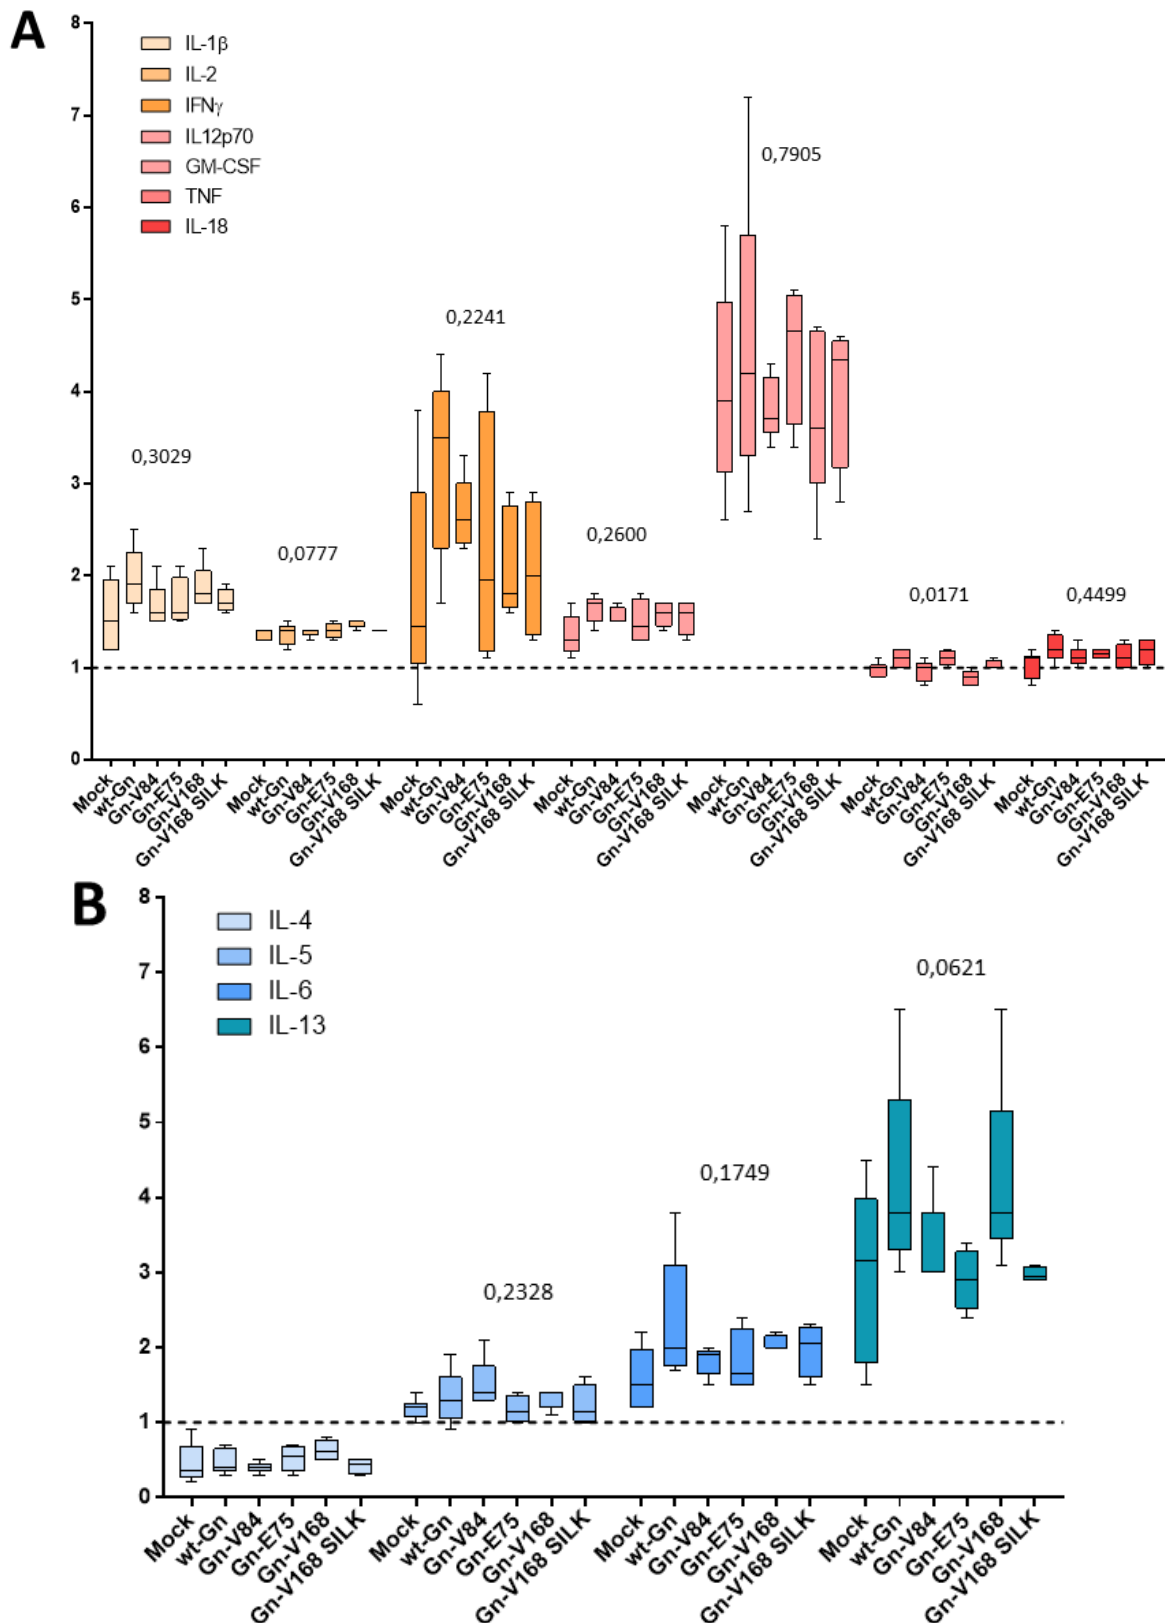 A
8
7
6
5
4
3
2
1
0
IL-1β
IL-2
IFNγ
IL12p70
GM-CSF
TNF
IL-18
0,3029
0,0777
0,2241
0,2600
0,7905
0,0171
0,4499
Mock
wt-Gn
Gn-V84
Gn-E75
Gn-V168
Gn-V168 SILK
Mock
wt-Gn
Gn-V84
Gn-E75
Gn-V168
Gn-V168 SILK
Mock
wt-Gn
Gn-V84
Gn-E75
Gn-V168
Gn-V168 SILK
Mock
wt-Gn
Gn-V84
Gn-E75
Gn-V168
Gn-V168 SILK
Mock
wt-Gn
Gn-V84
Gn-E75
Gn-V168
Gn-V168 SILK
Mock
wt-Gn
Gn-V84
Gn-E75
Gn-V168
Gn-V168 SILK
Mock
wt-Gn
Gn-V84
Gn-E75
Gn-V168
Gn-V168 SILK
B
8
7
6
5
4
3
2
1
0
IL-4
IL-5
IL-6
IL-13
0,2328
0,1749
0,0621
Mock
wt-Gn
Gn-V84
Gn-E75
Gn-V168
Gn-V168 SILK
Mock
wt-Gn
Gn-V84
Gn-E75
Gn-V168
Gn-V168 SILK
Mock
wt-Gn
Gn-V84
Gn-E75
Gn-V168
Gn-V168 SILK
Mock
wt-Gn
Gn-V84
Gn-E75
Gn-V168
Gn-V168 SILK